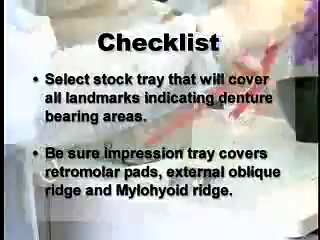 Checklist
• Select stock tray that will cover
all landmarks indicating denture
bearing areas.
• Be sure impression tray covers
retromolar pads, external oblique
ridge and Mylohyoid ridge.